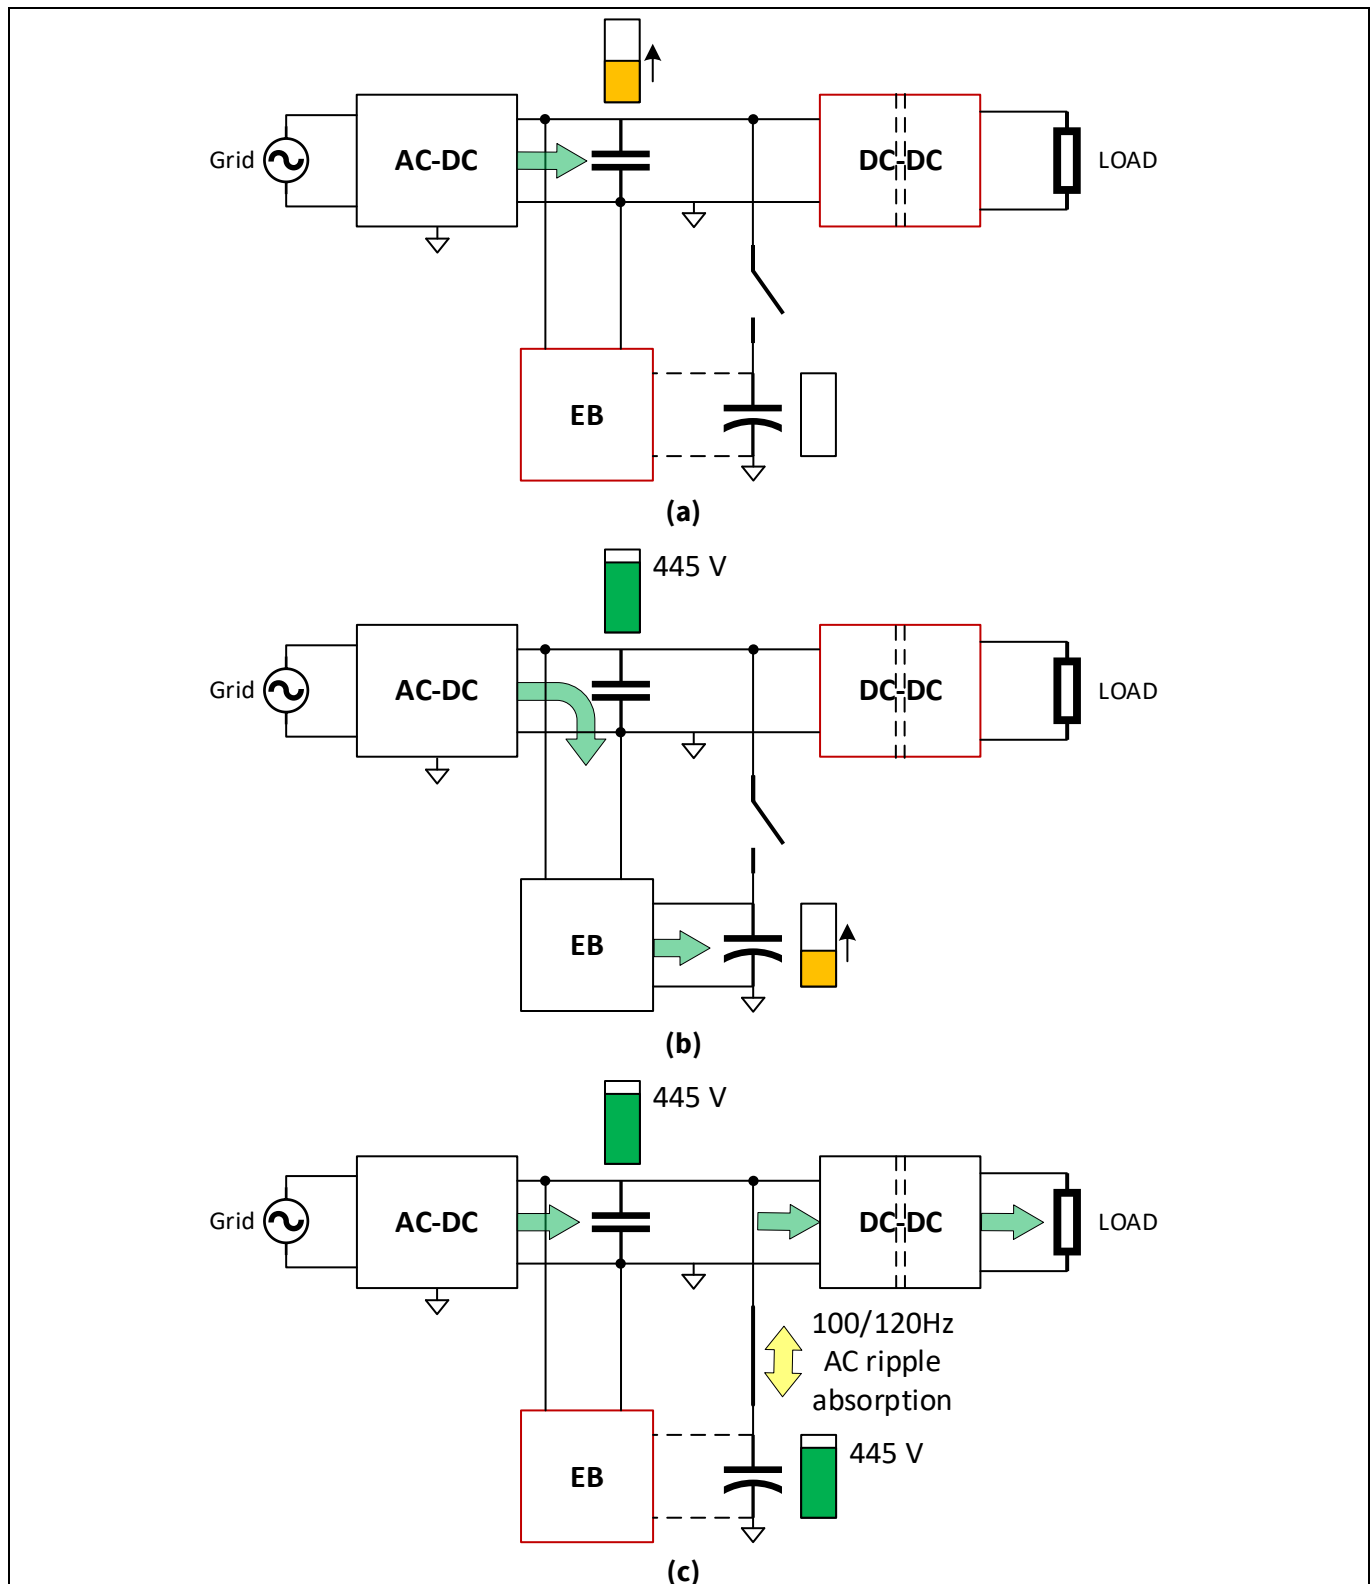 Grid
AC-DC
DC-DC
LOAD
EB
(a)
445 V
Grid
AC-DC
DC-DC
LOAD
EB
(b)
445 V
Grid
AC-DC
DC-DC
LOAD
100/120Hz
AC ripple
absorption
445 V
EB
(c)